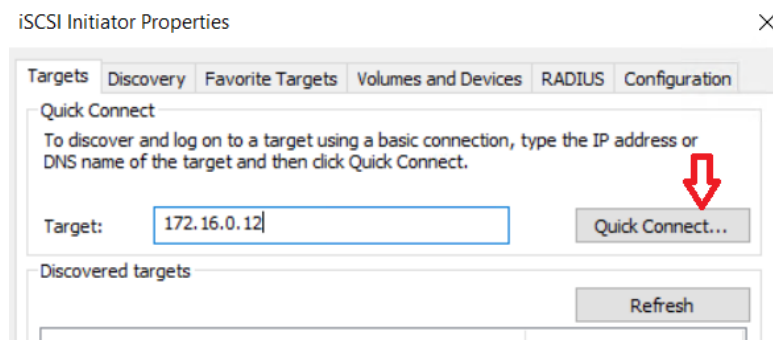 iSCSI Initiator Properties
Targets Discovery Favorite Targets Volumes and Devices RADIUS Configuration
Quick Connect
To discover and log on to a target using a basic connection, type the IP address or
DNS name of the target and then click Quick Connect.
Target: 172.16.0.12 Quick Connect...
Discovered targets
Refresh